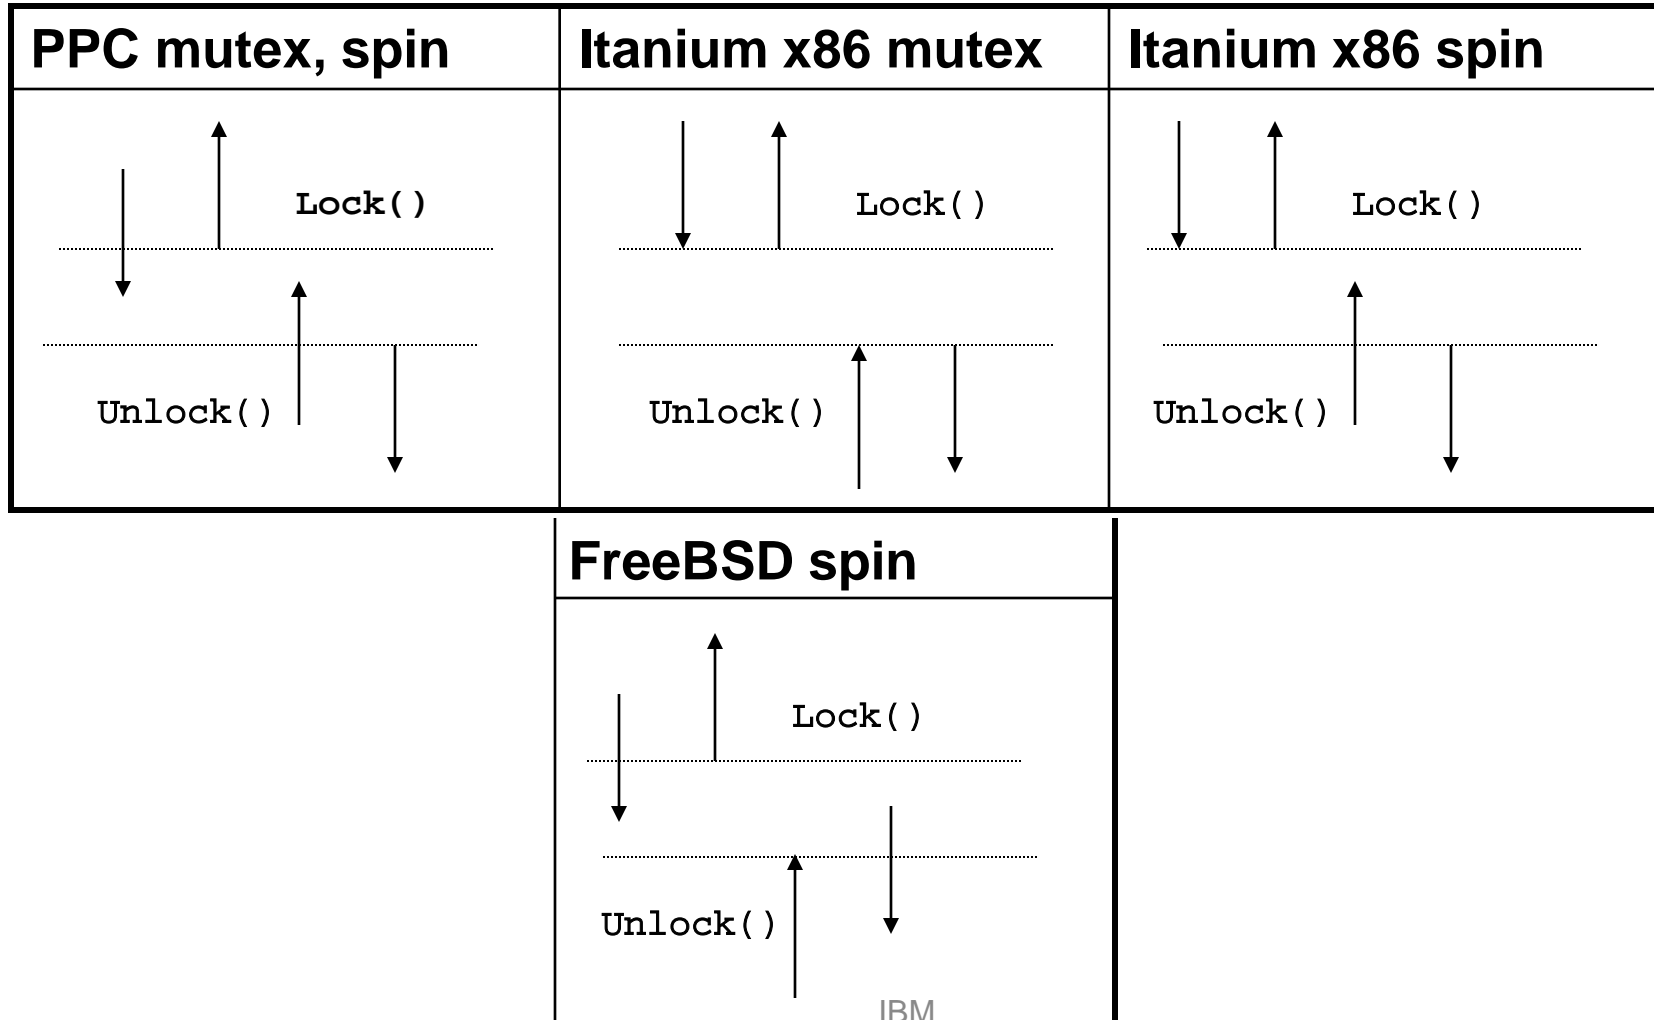 PPC mutex, spin
Itanium x86 mutex
Itanium x86 spin
Lock()
Lock()
Lock()
Unlock()
Unlock()
Unlock()
FreeBSD spin
Lock()
Unlock()
IBM